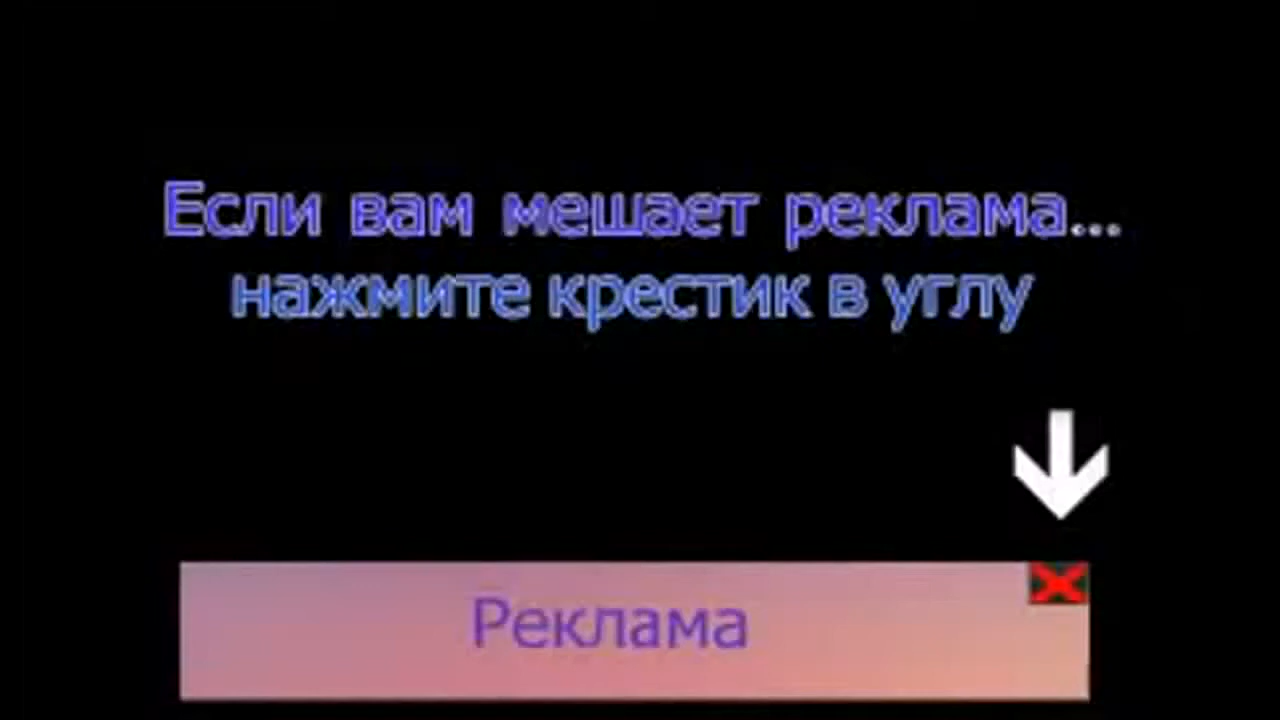 Если вам мешает реклама...
нажмите крестик в углу
Реклама